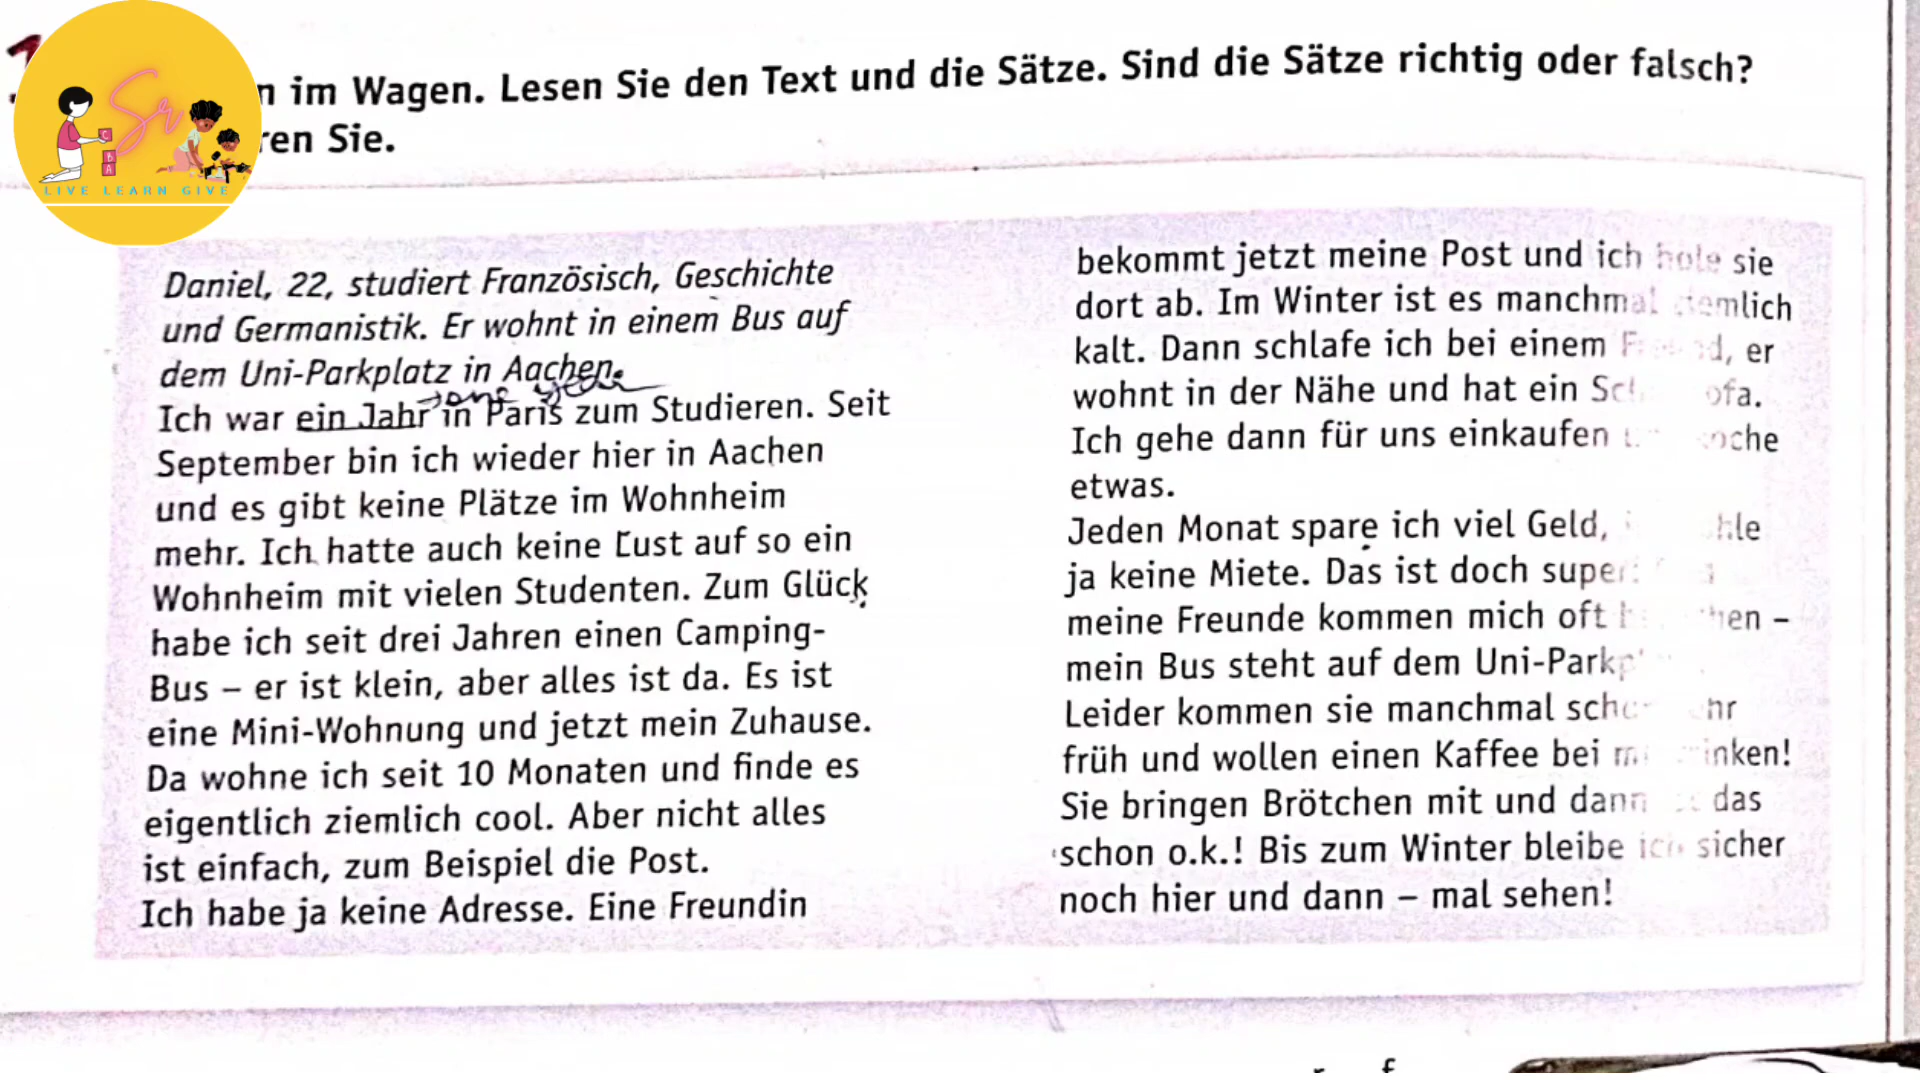 n im Wagen. Lesen Sie den Text und die Sätze. Sind die Sätze richtig oder falsch?
ren Sie.
Sr
C
B
A
LIVE LEARN GIVE
Daniel, 22, studiert Französisch, Geschichte
und Germanistik. Er wohnt in einem Bus auf
dem Uni-Parkplatz in Aachen.
→one year
Ich war ein Jahr in Paris zum Studieren. Seit
September bin ich wieder hier in Aachen
und es gibt keine Plätze im Wohnheim
mehr. Ich hatte auch keine Lust auf so ein
Wohnheim mit vielen Studenten. Zum Glück
habe ich seit drei Jahren einen Camping-
Bus – er ist klein, aber alles ist da. Es ist
eine Mini-Wohnung und jetzt mein Zuhause.
Da wohne ich seit 10 Monaten und finde es
eigentlich ziemlich cool. Aber nicht alles
ist einfach, zum Beispiel die Post.
Ich habe ja keine Adresse. Eine Freundin
bekommt jetzt meine Post und ich hole sie
dort ab. Im Winter ist es manchmal ziemlich
kalt. Dann schlafe ich bei einem er
wohnt in der Nähe und hat ein
Ich gehe dann für uns einkaufen
etwas.
Jeden Monat spare ich viel Geld,
ja keine Miete. Das ist doch super!
meine Freunde kommen mich oft –
mein Bus steht auf dem
Leider kommen sie manchmal
früh und wollen einen Kaffee bei
Sie bringen Brötchen mit und dann das
schon o.k.! Bis zum Winter bleibe ich sicher
noch hier und dann – mal sehen!
r f